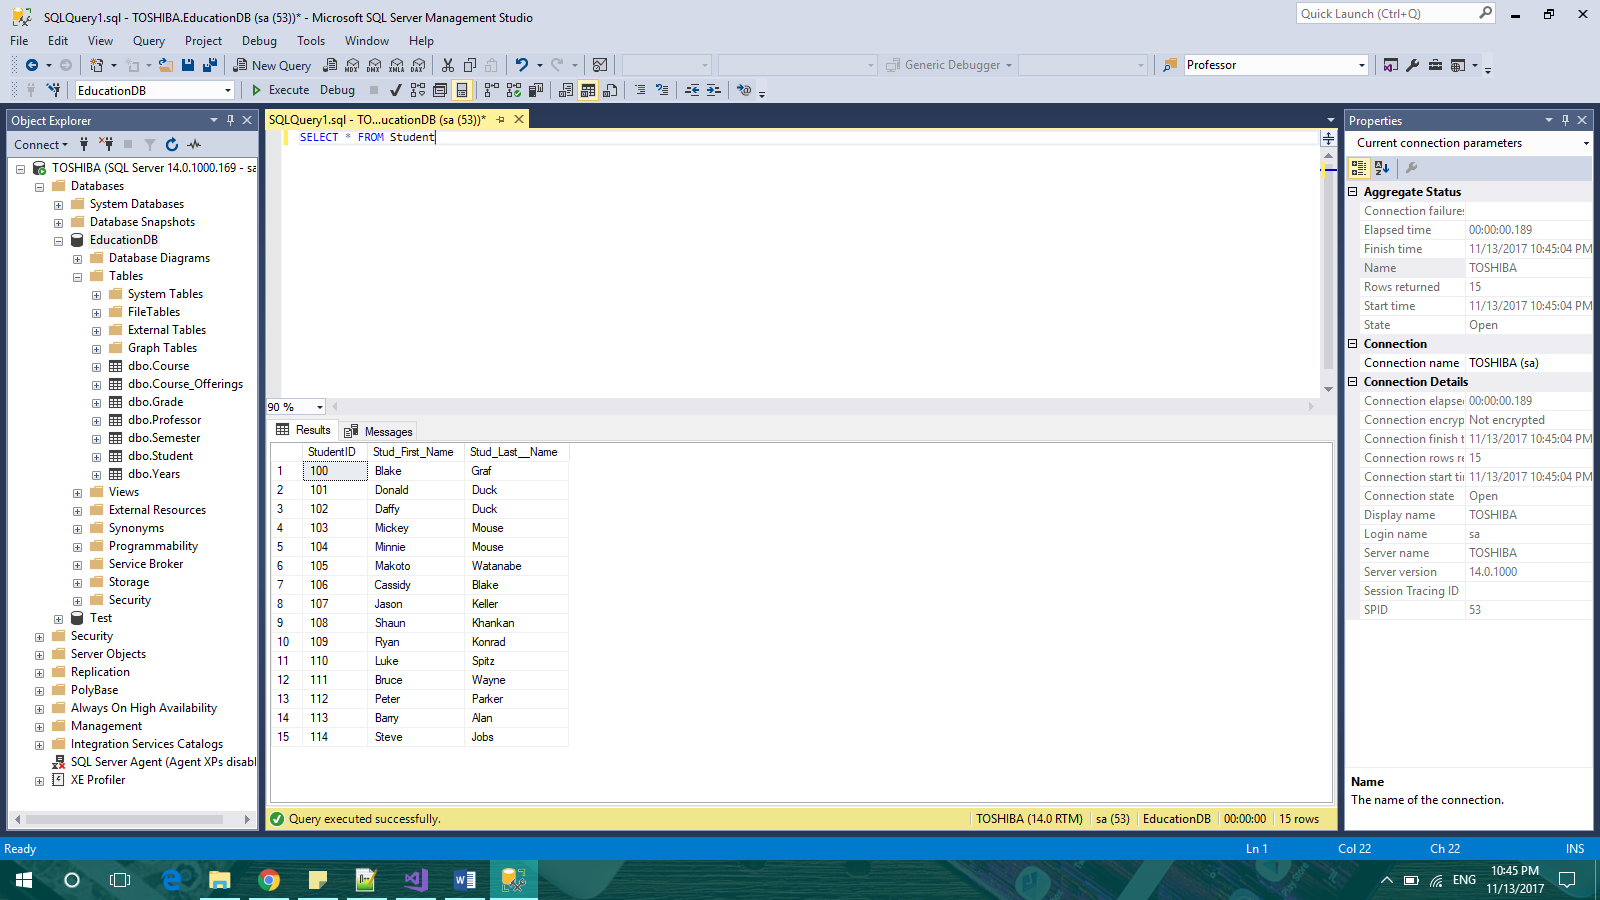 SQLQuery1.sql - TOSHIBA.EducationDB (sa (53))* - Microsoft SQL Server Management Studio
Quick Launch (Ctrl+Q)
File Edit View Query Project Debug Tools Window Help
New Query MDX DMX XMLA DAX Generic Debugger Professor
EducationDB Execute Debug
Object Explorer
Connect
TOSHIBA (SQL Server 14.0.1000.169 - sa
Databases
System Databases
Database Snapshots
EducationDB
Database Diagrams
Tables
System Tables
FileTables
External Tables
Graph Tables
dbo.Course
dbo.Course_Offerings
dbo.Grade
dbo.Professor
dbo.Semester
dbo.Student
dbo.Years
Views
External Resources
Synonyms
Programmability
Service Broker
Storage
Security
Test
Security
Server Objects
Replication
PolyBase
Always On High Availability
Management
Integration Services Catalogs
SQL Server Agent (Agent XPs disabl
XE Profiler
SQLQuery1.sql - TO...ucationDB (sa (53))*
SELECT * FROM Student
90 %
Results Messages
StudentID Stud_First_Name Stud_Last__Name
1 100 Blake Graf
2 101 Donald Duck
3 102 Daffy Duck
4 103 Mickey Mouse
5 104 Minnie Mouse
6 105 Makoto Watanabe
7 106 Cassidy Blake
8 107 Jason Keller
9 108 Shaun Khankan
10 109 Ryan Konrad
11 110 Luke Spitz
12 111 Bruce Wayne
13 112 Peter Parker
14 113 Barry Alan
15 114 Steve Jobs
Query executed successfully. TOSHIBA (14.0 RTM) sa (53) EducationDB 00:00:00 15 rows
Properties
Current connection parameters
Aggregate Status
Connection failures
Elapsed time 00:00:00.189
Finish time 11/13/2017 10:45:04 PM
Name TOSHIBA
Rows returned 15
Start time 11/13/2017 10:45:04 PM
State Open
Connection
Connection name TOSHIBA (sa)
Connection Details
Connection elapse 00:00:00.189
Connection encryp Not encrypted
Connection finish t 11/13/2017 10:45:04 PM
Connection rows re 15
Connection start tii 11/13/2017 10:45:04 PM
Connection state Open
Display name TOSHIBA
Login name sa
Server name TOSHIBA
Server version 14.0.1000
Session Tracing ID
SPID 53
Name
The name of the connection.
Ready Ln 1 Col 22 Ch 22 INS
ENG 10:45 PM
11/13/2017